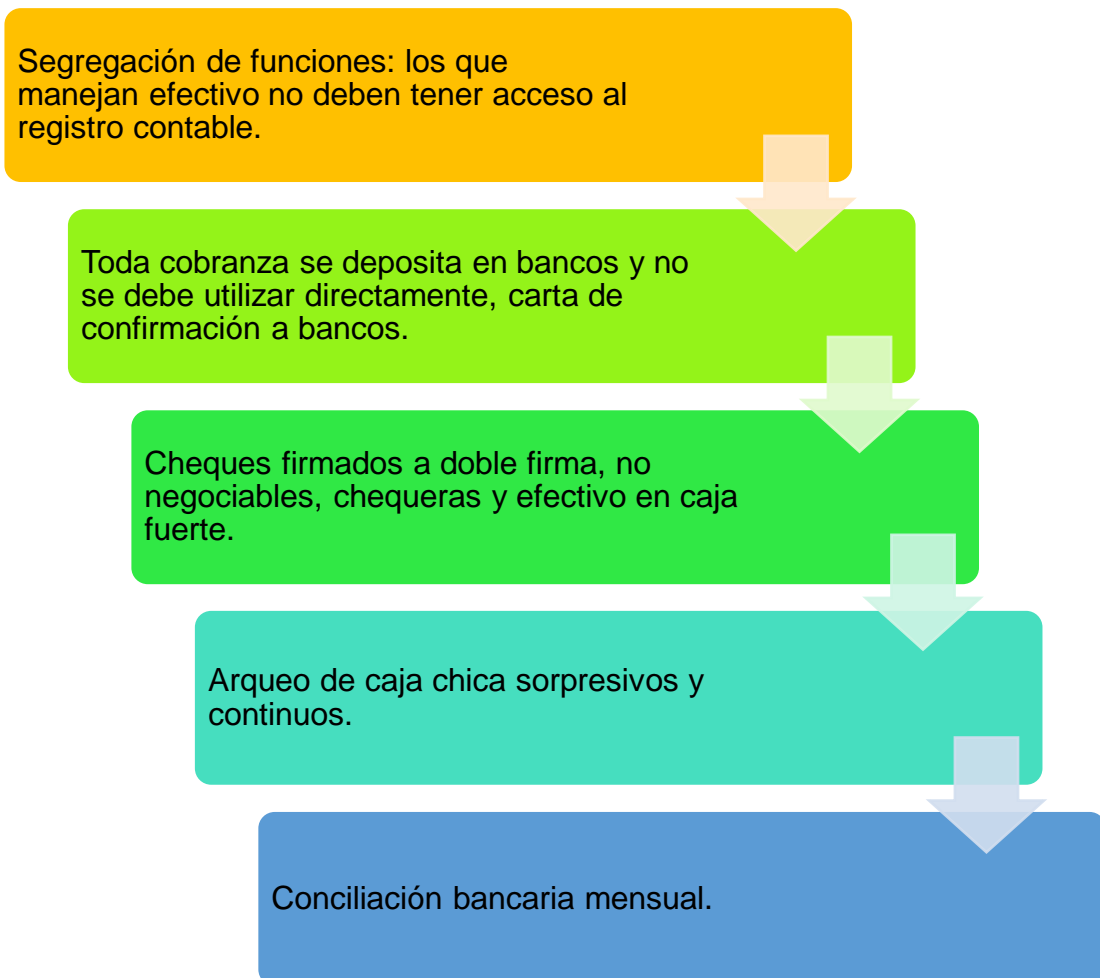 Segregación de funciones: los que
manejan efectivo no deben tener acceso al
registro contable.
Toda cobranza se deposita en bancos y no
se debe utilizar directamente, carta de
confirmación a bancos.
Cheques firmados a doble firma, no
negociables, chequeras y efectivo en caja
fuerte.
Arqueo de caja chica sorpresivos y
continuos.
Conciliación bancaria mensual.